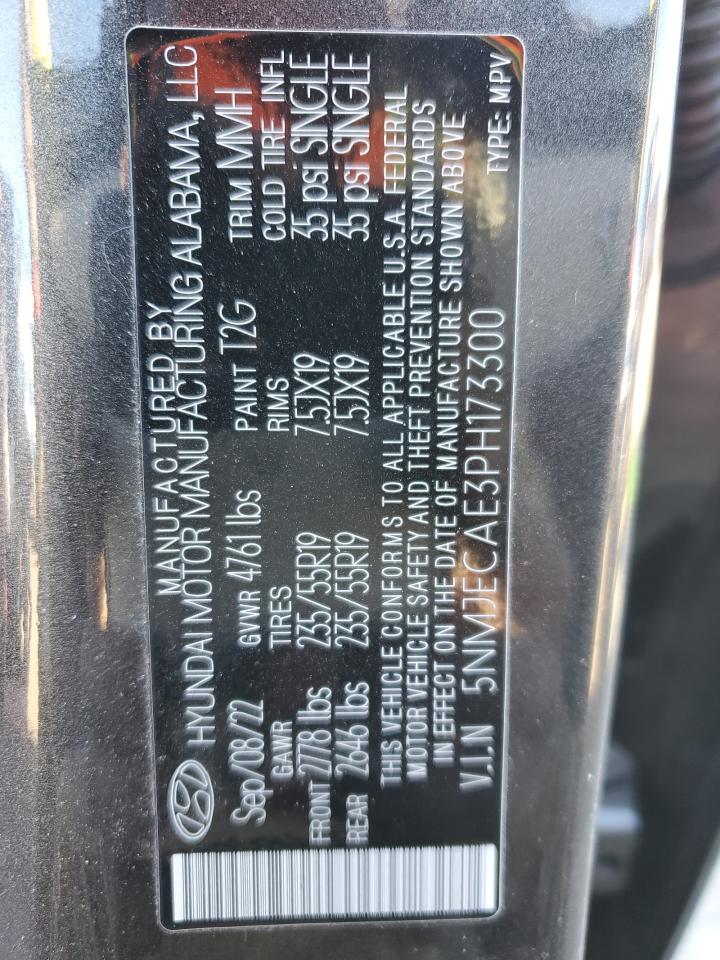 MANUFACTURED BY
HYUNDAI MOTOR MANUFACTURING ALABAMA, LLC
Sep/08/22 GVWR 4761 lbs PAINT T2G TRIM MMH
GAWR TIRES RIMS COLD TIRE INFL
FRONT 2778 lbs 235/55R19 7.5JX19 35 psi SINGLE
REAR 2646 lbs 235/55R19 7.5JX19 35 psi SINGLE
THIS VEHICLE CONFORMS TO ALL APPLICABLE U.S.A. FEDERAL
MOTOR VEHICLE SAFETY AND THEFT PREVENTION STANDARDS
IN EFFECT ON THE DATE OF MANUFACTURE SHOWN ABOVE
V.I.N 5NMJECAE3PH173300 TYPE: MPV